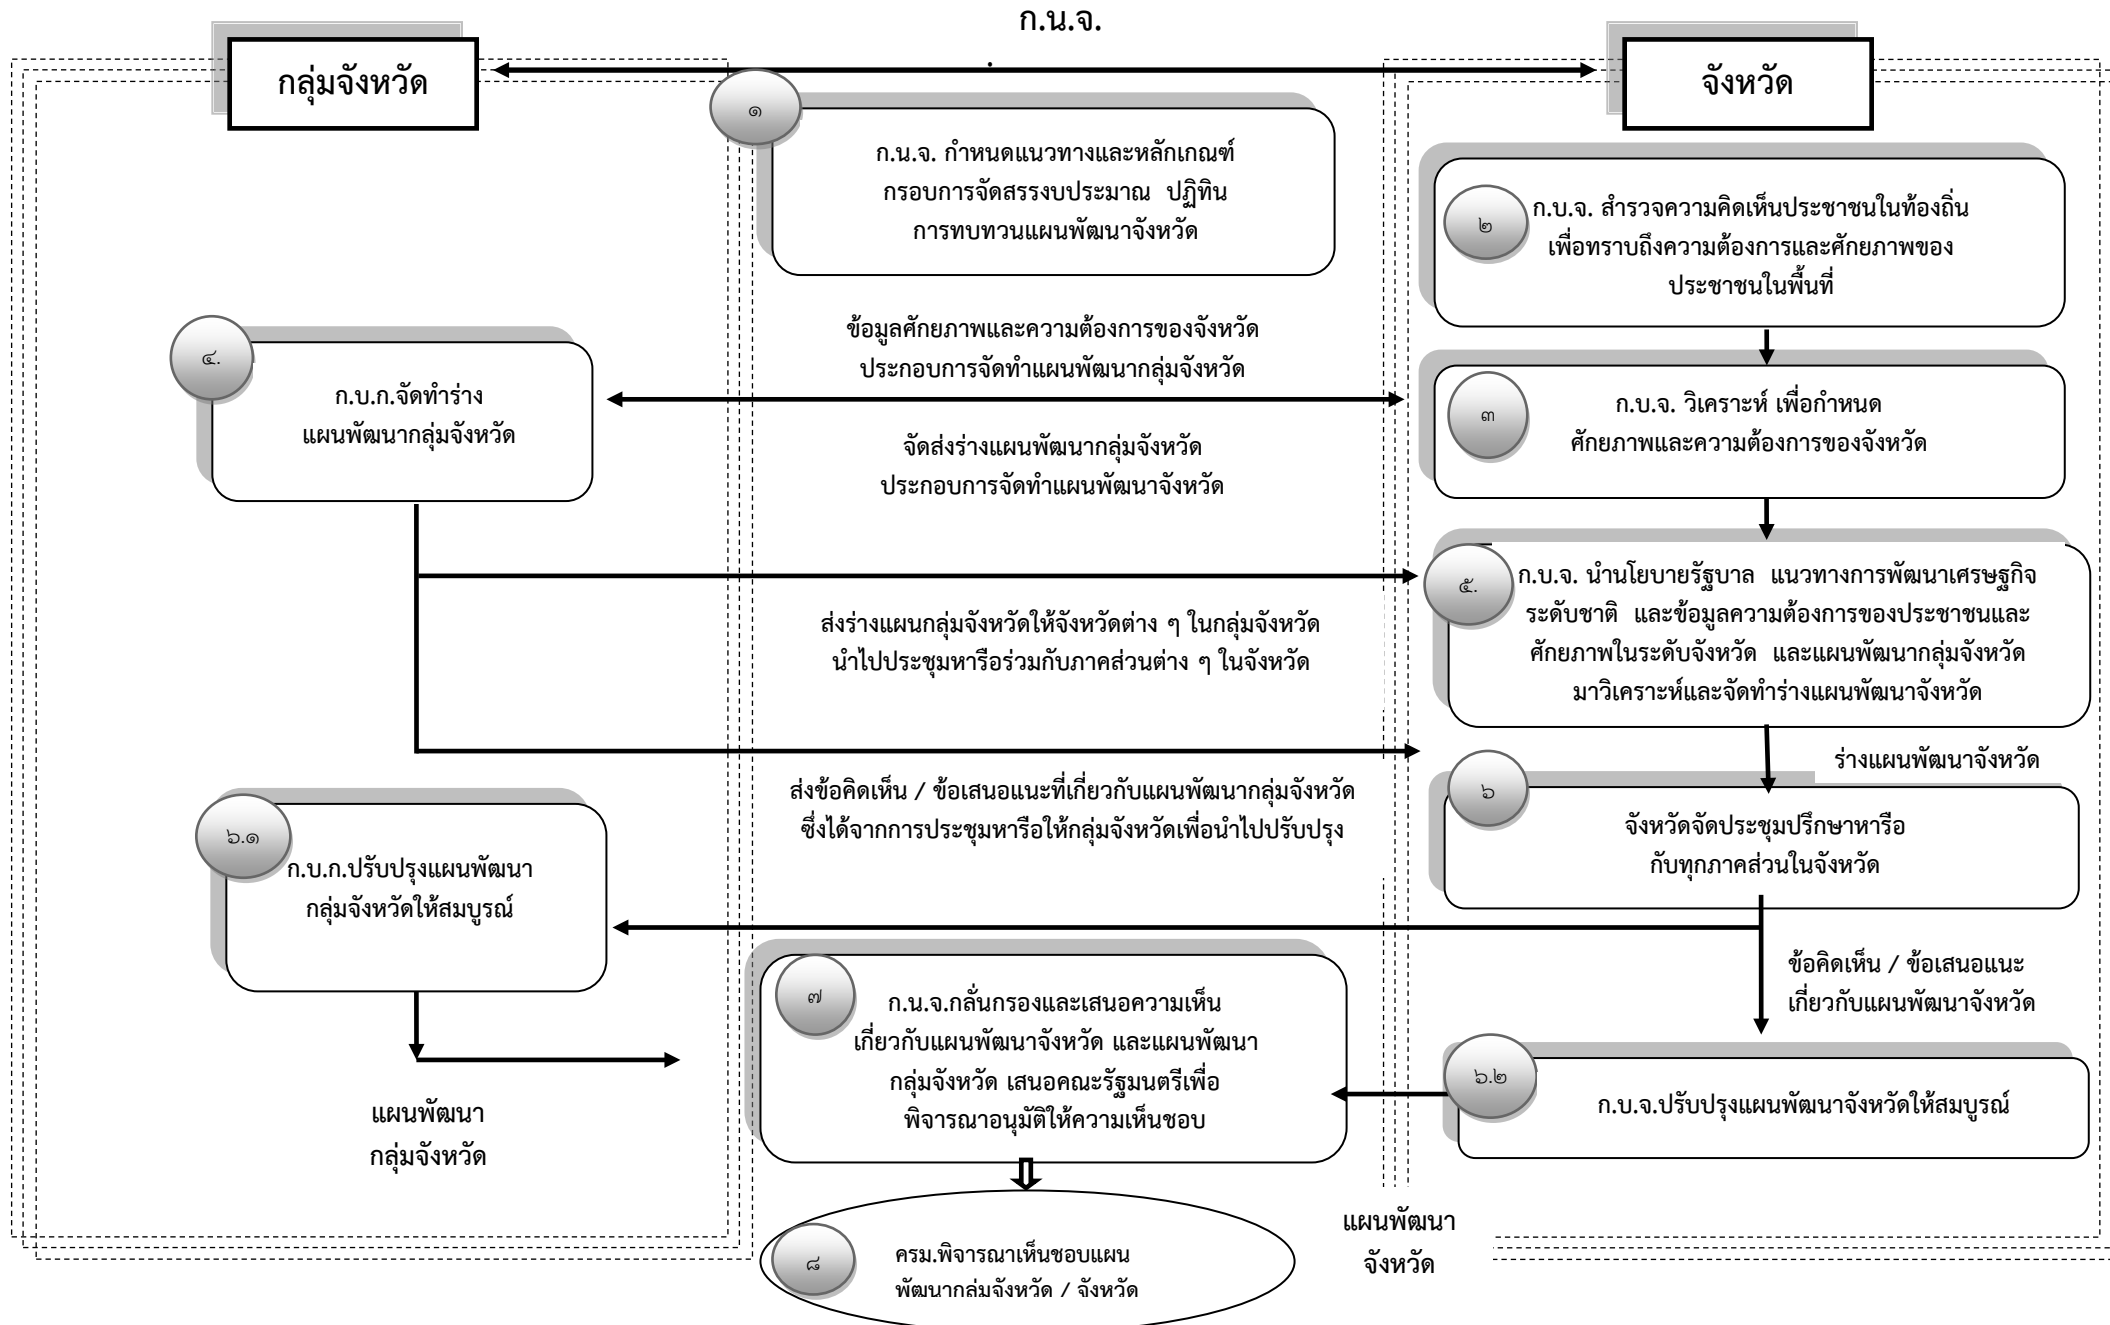 ก.น.จ.
กลุ่มจังหวัด
จังหวัด
๑
ก.น.จ. กำหนดแนวทางและหลักเกณฑ์
กรอบการจัดสรรงบประมาณ ปฏิทิน
การทบทวนแผนพัฒนาจังหวัด
๒
ก.บ.จ. สำรวจความคิดเห็นประชาชนในท้องถิ่น
เพื่อทราบถึงความต้องการและศักยภาพของ
ประชาชนในพื้นที่
ข้อมูลศักยภาพและความต้องการของจังหวัด
ประกอบการจัดทำแผนพัฒนากลุ่มจังหวัด
๓
ก.บ.จ. วิเคราะห์ เพื่อกำหนด
ศักยภาพและความต้องการของจังหวัด
๔.
ก.บ.ก.จัดทำร่าง
แผนพัฒนากลุ่มจังหวัด
จัดส่งร่างแผนพัฒนากลุ่มจังหวัด
ประกอบการจัดทำแผนพัฒนาจังหวัด
๕.
ก.บ.จ. นำนโยบายรัฐบาล แนวทางการพัฒนาเศรษฐกิจ
ระดับชาติ และข้อมูลความต้องการของประชาชนและ
ศักยภาพในระดับจังหวัด และแผนพัฒนากลุ่มจังหวัด
มาวิเคราะห์และจัดทำร่างแผนพัฒนาจังหวัด
ส่งร่างแผนกลุ่มจังหวัดให้จังหวัดต่าง ๆ ในกลุ่มจังหวัด
นำไปประชุมหารือร่วมกับภาคส่วนต่าง ๆ ในจังหวัด
ร่างแผนพัฒนาจังหวัด
๖
จังหวัดจัดประชุมปรึกษาหารือ
กับทุกภาคส่วนในจังหวัด
ส่งข้อคิดเห็น / ข้อเสนอแนะที่เกี่ยวกับแผนพัฒนากลุ่มจังหวัด
ซึ่งได้จากการประชุมหารือให้กลุ่มจังหวัดเพื่อนำไปปรับปรุง
๖.๑
ก.บ.ก.ปรับปรุงแผนพัฒนา
กลุ่มจังหวัดให้สมบูรณ์
ข้อคิดเห็น / ข้อเสนอแนะ
เกี่ยวกับแผนพัฒนาจังหวัด
๗
ก.น.จ.กลั่นกรองและเสนอความเห็น
เกี่ยวกับแผนพัฒนาจังหวัด และแผนพัฒนา
กลุ่มจังหวัด เสนอคณะรัฐมนตรีเพื่อ
พิจารณาอนุมัติให้ความเห็นชอบ
๖.๒
ก.บ.จ.ปรับปรุงแผนพัฒนาจังหวัดให้สมบูรณ์
แผนพัฒนา
กลุ่มจังหวัด
แผนพัฒนา
จังหวัด
๘
ครม.พิจารณาเห็นชอบแผน
พัฒนากลุ่มจังหวัด / จังหวัด